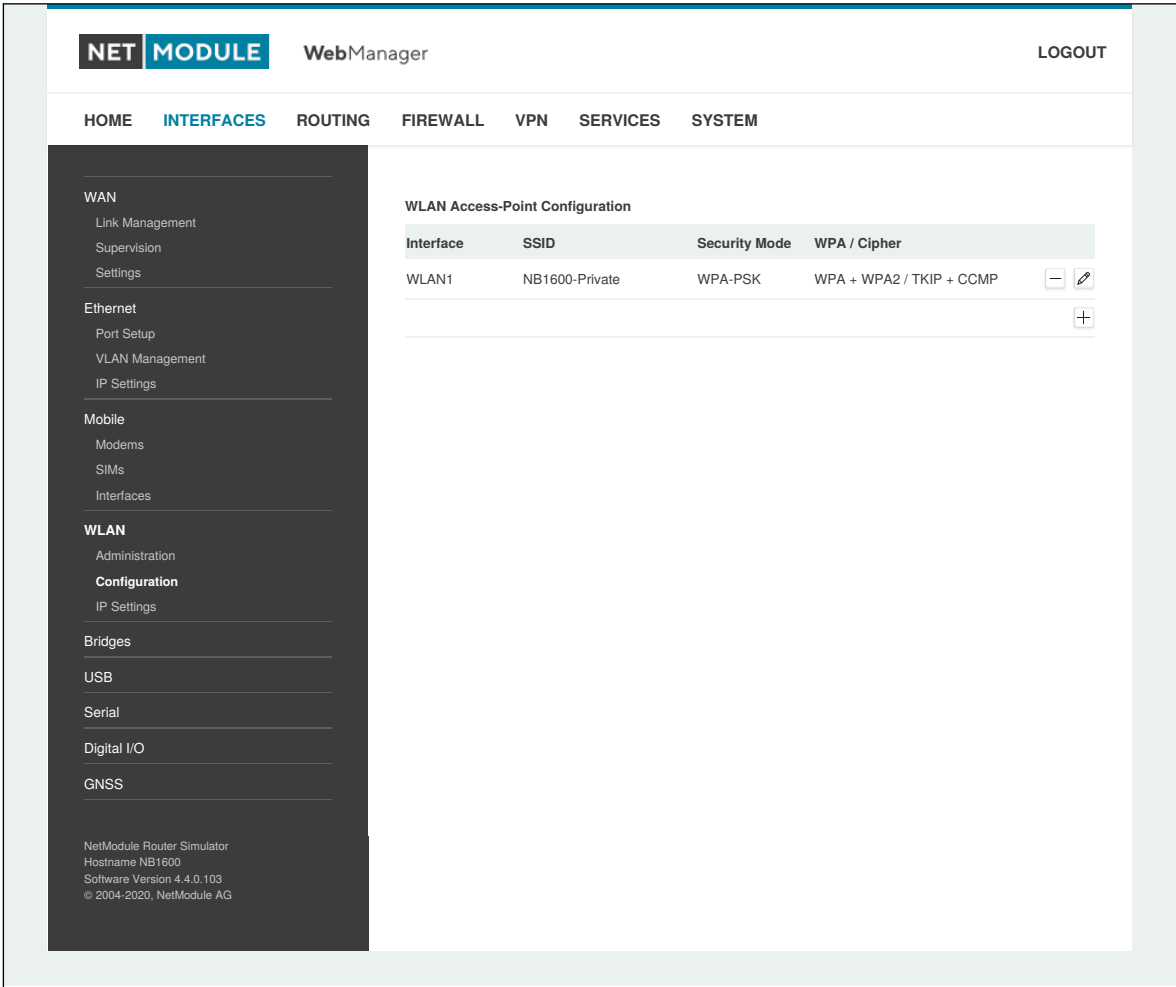 NET MODULE WebManager LOGOUT
HOME INTERFACES ROUTING FIREWALL VPN SERVICES SYSTEM
WAN
Link Management
Supervision
Settings
Ethernet
Port Setup
VLAN Management
IP Settings
Mobile
Modems
SIMs
Interfaces
WLAN
Administration
Configuration
IP Settings
Bridges
USB
Serial
Digital I/O
GNSS
NetModule Router Simulator
Hostname NB1600
Software Version 4.4.0.103
© 2004-2020, NetModule AG
WLAN Access-Point Configuration
Interface SSID Security Mode WPA / Cipher
WLAN1 NB1600-Private WPA-PSK WPA + WPA2 / TKIP + CCMP